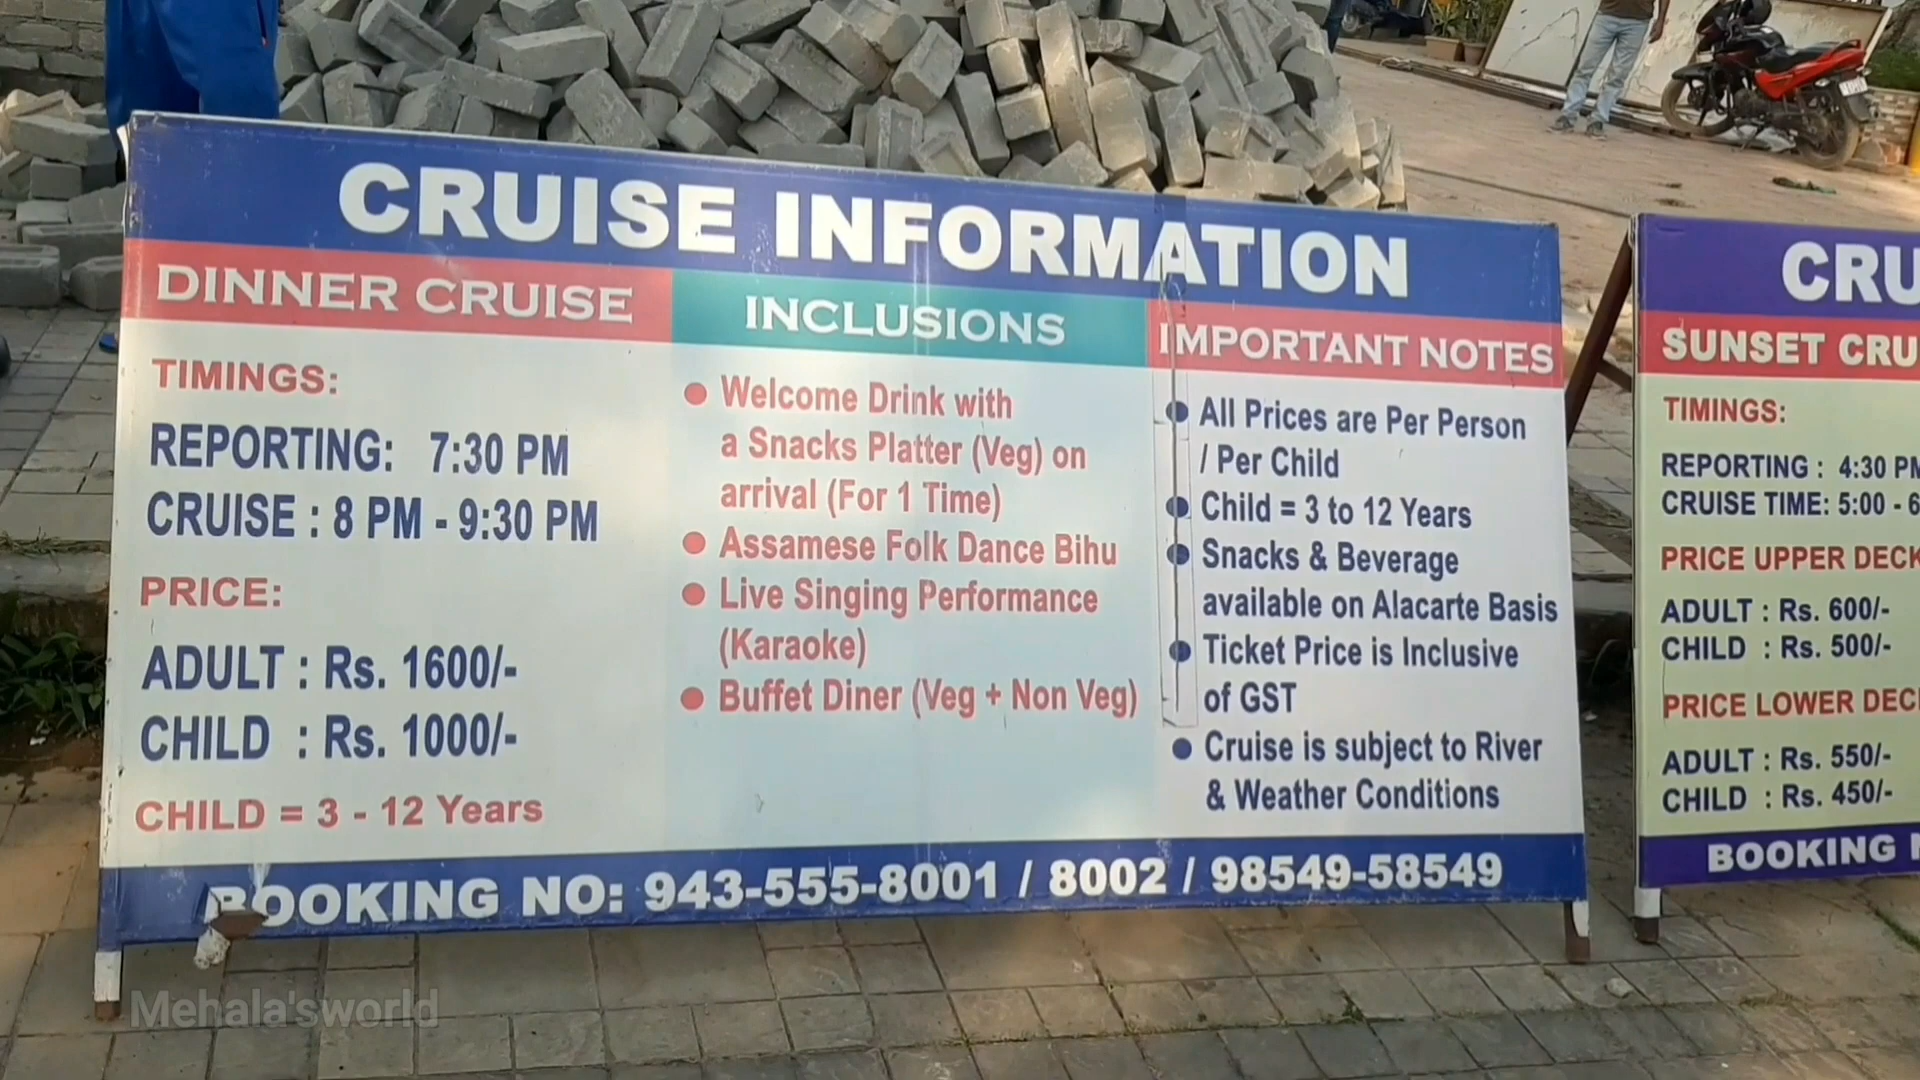 CRUISE INFORMATION
DINNER CRUISE
TIMINGS:
REPORTING: 7:30 PM
CRUISE : 8 PM - 9:30 PM
PRICE:
ADULT : Rs. 1600/-
CHILD : Rs. 1000/-
CHILD = 3 - 12 Years
INCLUSIONS
● Welcome Drink with
a Snacks Platter (Veg) on
arrival (For 1 Time)
● Assamese Folk Dance Bihu
● Live Singing Performance
(Karaoke)
● Buffet Diner (Veg + Non Veg)
IMPORTANT NOTES
● All Prices are Per Person
/ Per Child
● Child = 3 to 12 Years
● Snacks & Beverage
available on Alacarte Basis
● Ticket Price is Inclusive
of GST
● Cruise is subject to River
& Weather Conditions
BOOKING NO: 943-555-8001 / 8002 / 98549-58549
CRU
SUNSET CRU
TIMINGS:
REPORTING : 4:30 PM
CRUISE TIME: 5:00 - 6
PRICE UPPER DECK
ADULT : Rs. 600/-
CHILD : Rs. 500/-
PRICE LOWER DEC
ADULT : Rs. 550/-
CHILD : Rs. 450/-
BOOKING
Mehala'sworld